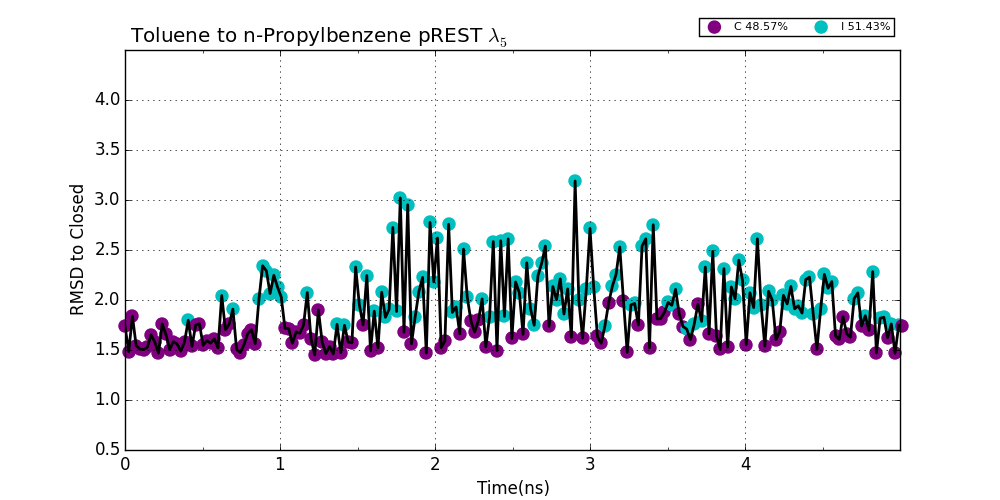 Toluene to n-Propylbenzene pREST λ5
C 48.57% I 51.43%
4.0
3.5
3.0
2.5
2.0
1.5
1.0
0.5
RMSD to Closed
0 1 2 3 4
Time(ns)